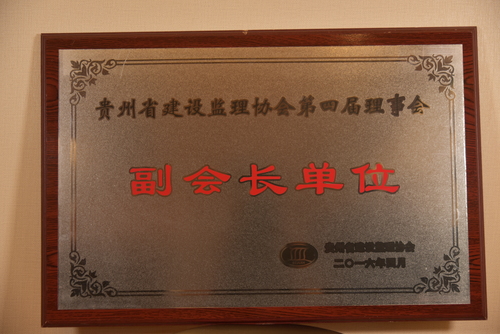 贵州省建设监理协会第四届理事会
副会长单位
贵州省建设监理协会
二〇一六年四月